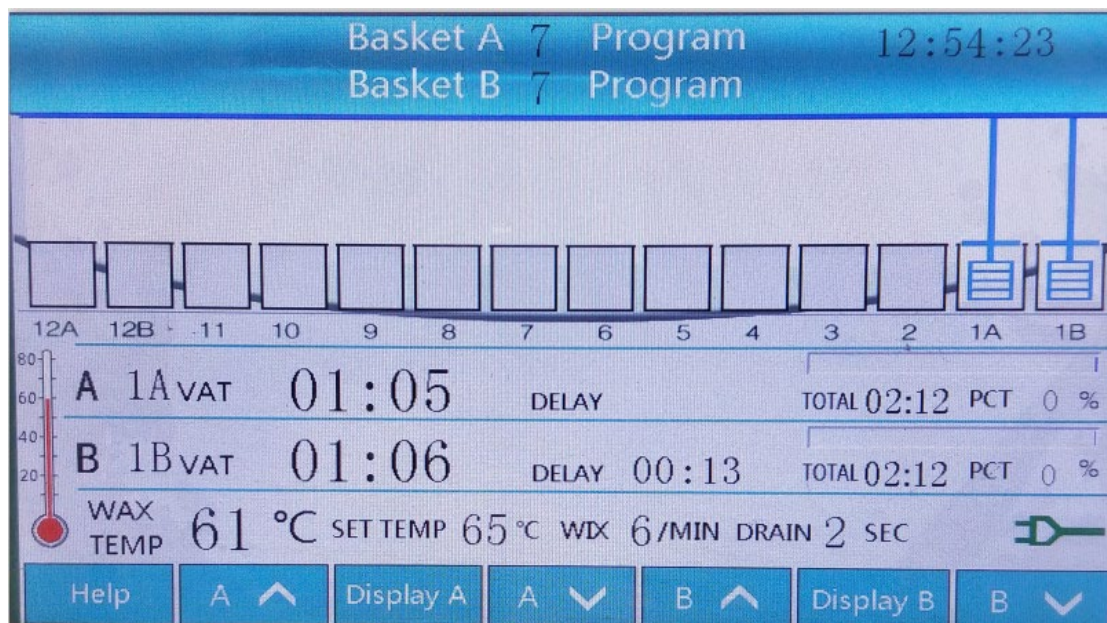 Basket A 7 Program 12:54:23
Basket B 7 Program
12A 12B 11 10 9 8 7 6 5 4 3 2 1A 1B
80
60
40
20
A 1A VAT 01:05 DELAY TOTAL 02:12 PCT 0 %
B 1B VAT 01:06 DELAY 00:13 TOTAL 02:12 PCT 0 %
WAX TEMP 61 °C SET TEMP 65 °C WIX 6/MIN DRAIN 2 SEC
Help A Display A A B Display B B